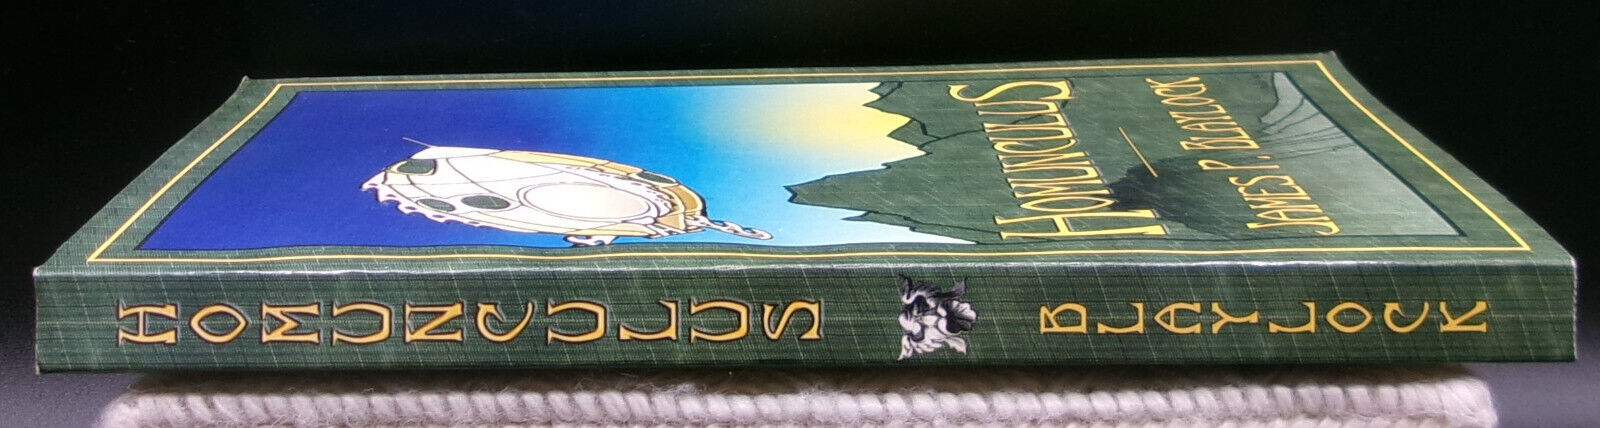 HOMUNCULUS
JAMES P. BLAYLOCK
HOMUNCULUS BLAYLOCK